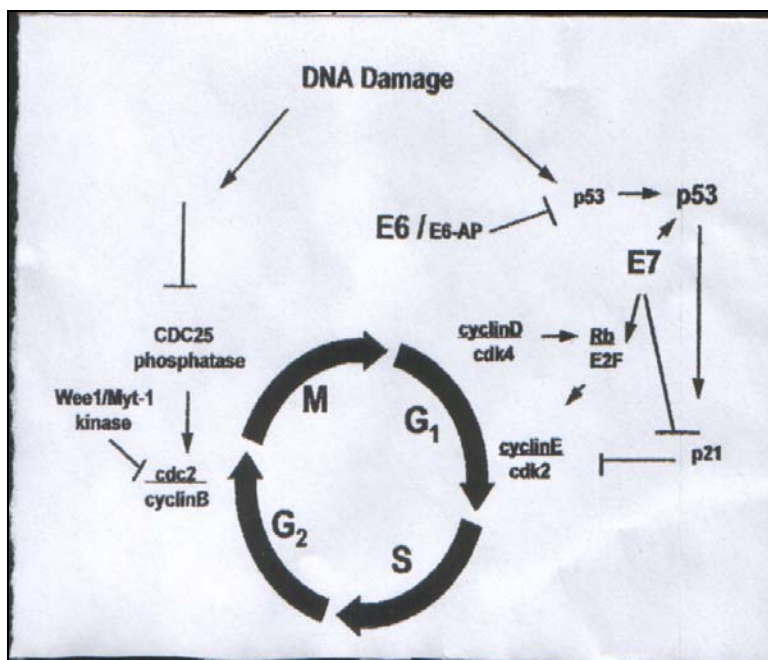 DNA Damage
p53
p53
E6 / E6-AP
E7
CDC25
phosphatase
cyclinD
cdk4
Rb
E2F
Wee1/Myt-1
kinase
M
G1
cyclinE
cdk2
p21
cdc2
cyclinB
G2
S